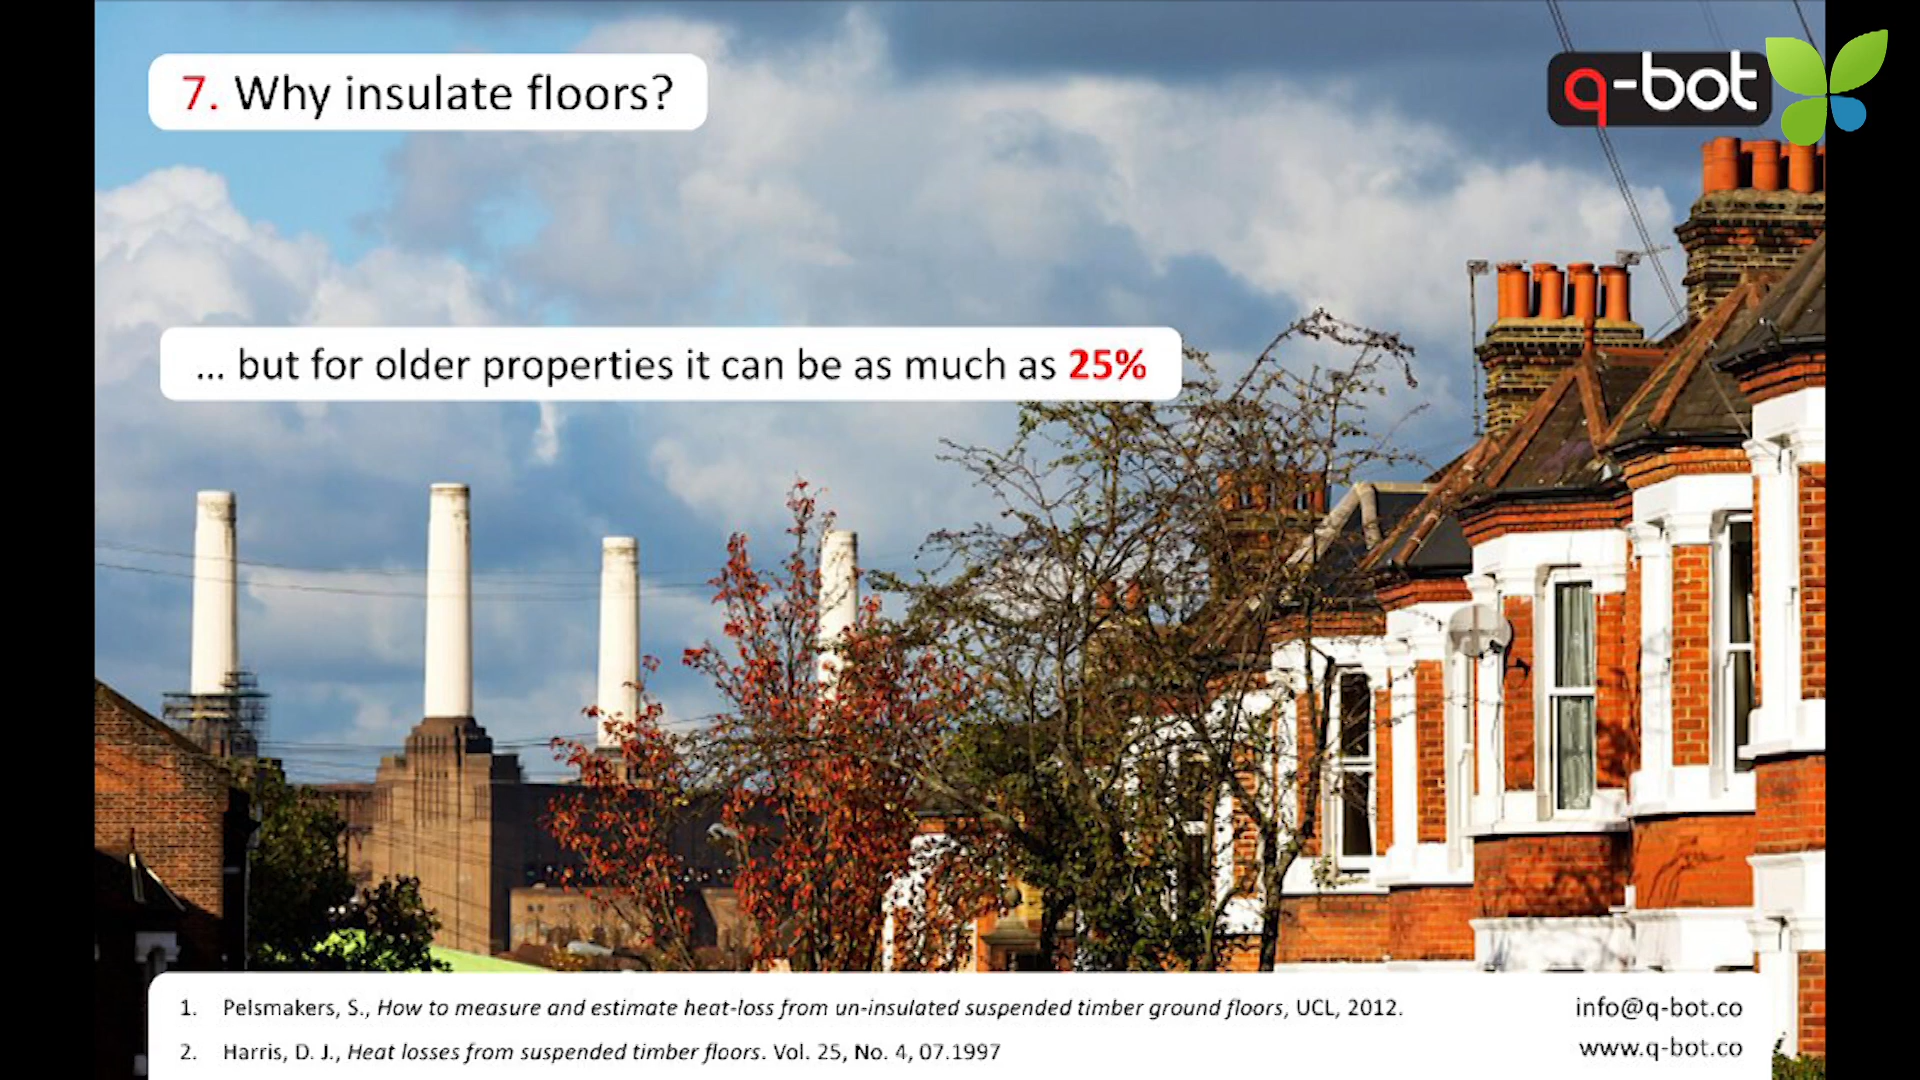 7. Why insulate floors?
q-bot
... but for older properties it can be as much as 25%
1. Pelsmakers, S., How to measure and estimate heat-loss from un-insulated suspended timber ground floors, UCL, 2012.
2. Harris, D. J., Heat losses from suspended timber floors. Vol. 25, No. 4, 07.1997
info@q-bot.co
www.q-bot.co